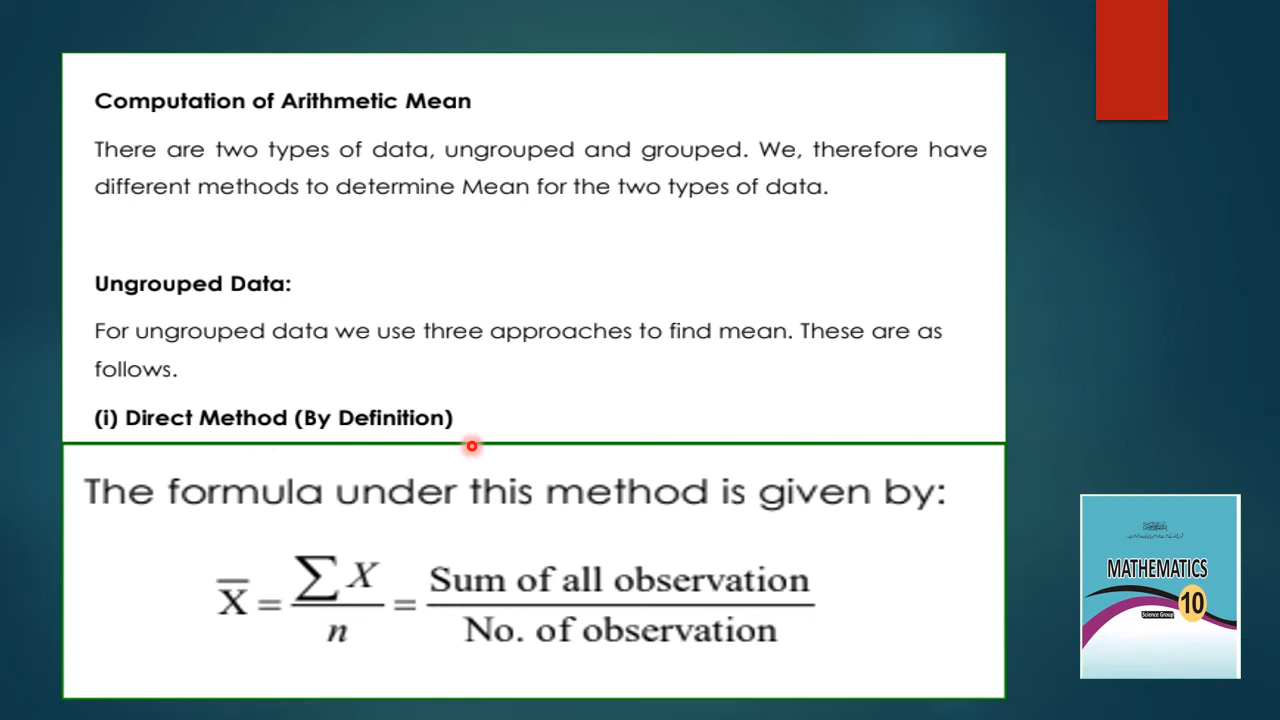 Computation of Arithmetic Mean
There are two types of data, ungrouped and grouped. We, therefore have
different methods to determine Mean for the two types of data.
Ungrouped Data:
For ungrouped data we use three approaches to find mean. These are as
follows.
(i) Direct Method (By Definition)
The formula under this method is given by:
X̅ = ∑X / n = Sum of all observation / No. of observation
MATHEMATICS
10
Science Group